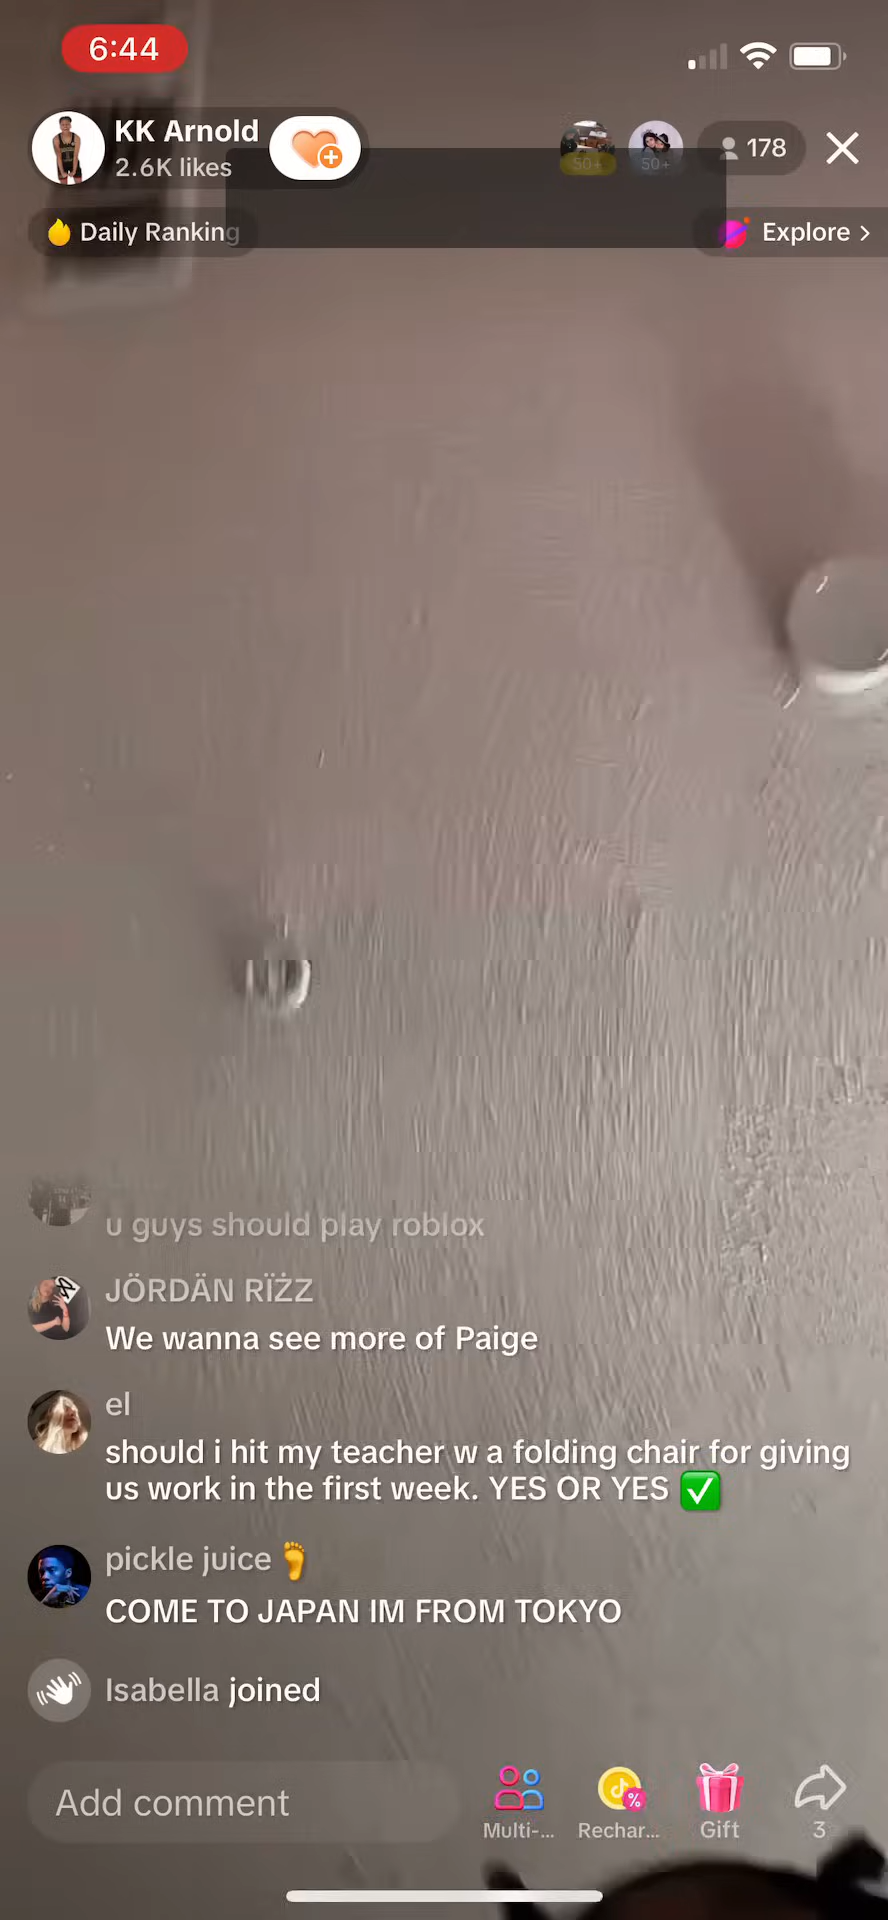 6:44
KK Arnold
2.6K likes
50+
50+
178
Daily Ranking
Explore >
u guys should play roblox
JÖRDÄN RÏŻZ
We wanna see more of Paige
el
should i hit my teacher w a folding chair for giving
us work in the first week. YES OR YES ✅
pickle juice 🦶
COME TO JAPAN IM FROM TOKYO
Isabella joined
Add comment
Multi-...
Rechar...
Gift
3